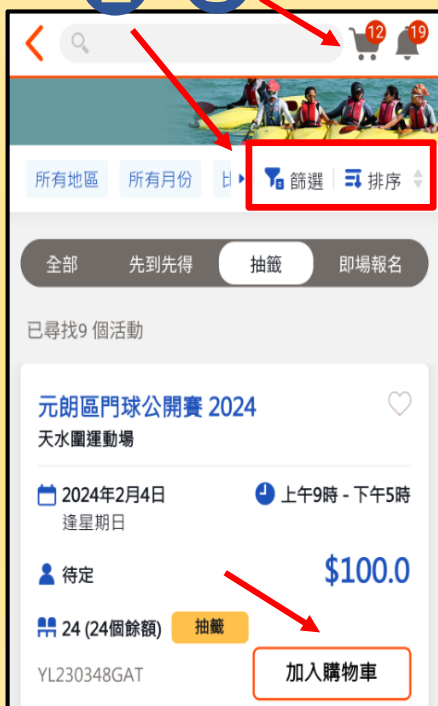 12 19
所有地區 所有月份 篩選 排序
全部 先到先得 抽籤 即場報名
已尋找9 個活動
元朗區門球公開賽 2024
天水圍運動場
2024年2月4日 上午9時 - 下午5時
逢星期日
待定 $100.0
24 (24個餘額) 抽籤
YL230348GAT 加入購物車